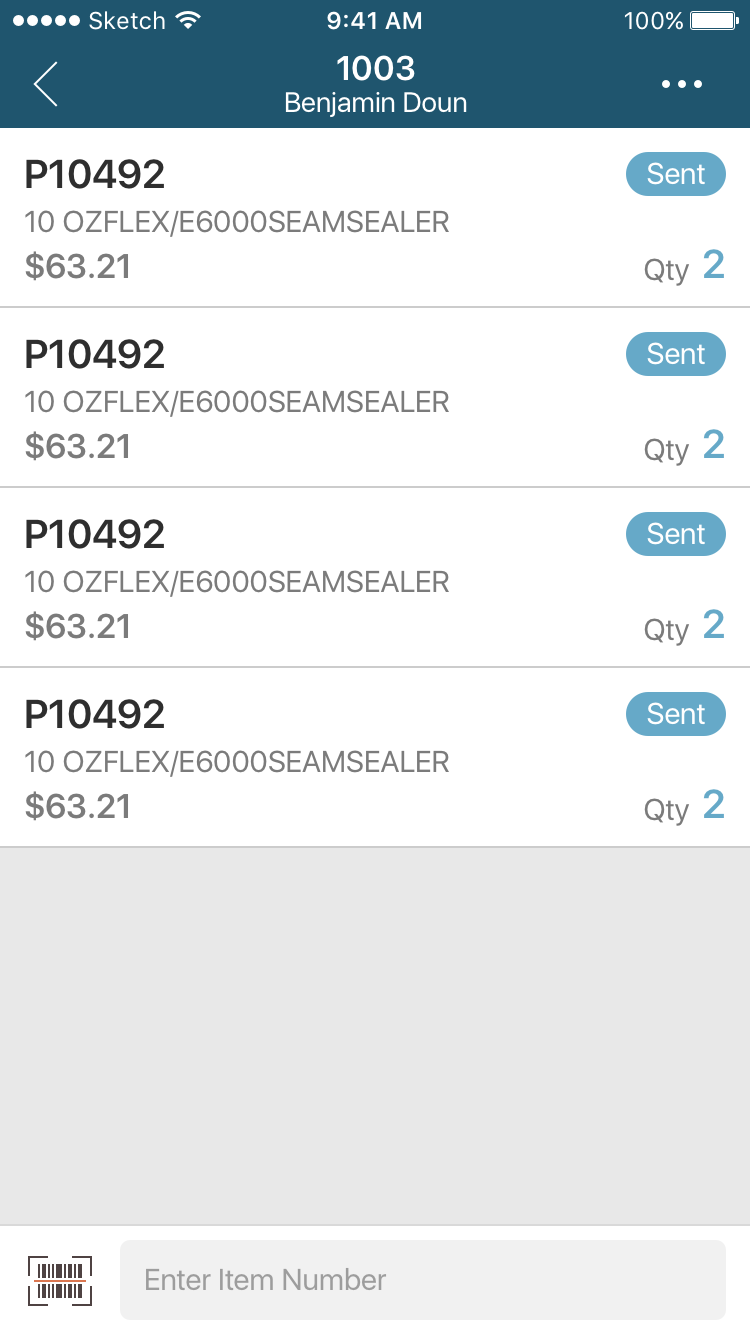 Sketch 9:41 AM 100%
1003
Benjamin Doun
P10492 Sent
10 OZFLEX/E6000SEAMSEALER
$63.21 Qty 2
P10492 Sent
10 OZFLEX/E6000SEAMSEALER
$63.21 Qty 2
P10492 Sent
10 OZFLEX/E6000SEAMSEALER
$63.21 Qty 2
P10492 Sent
10 OZFLEX/E6000SEAMSEALER
$63.21 Qty 2
Enter Item Number